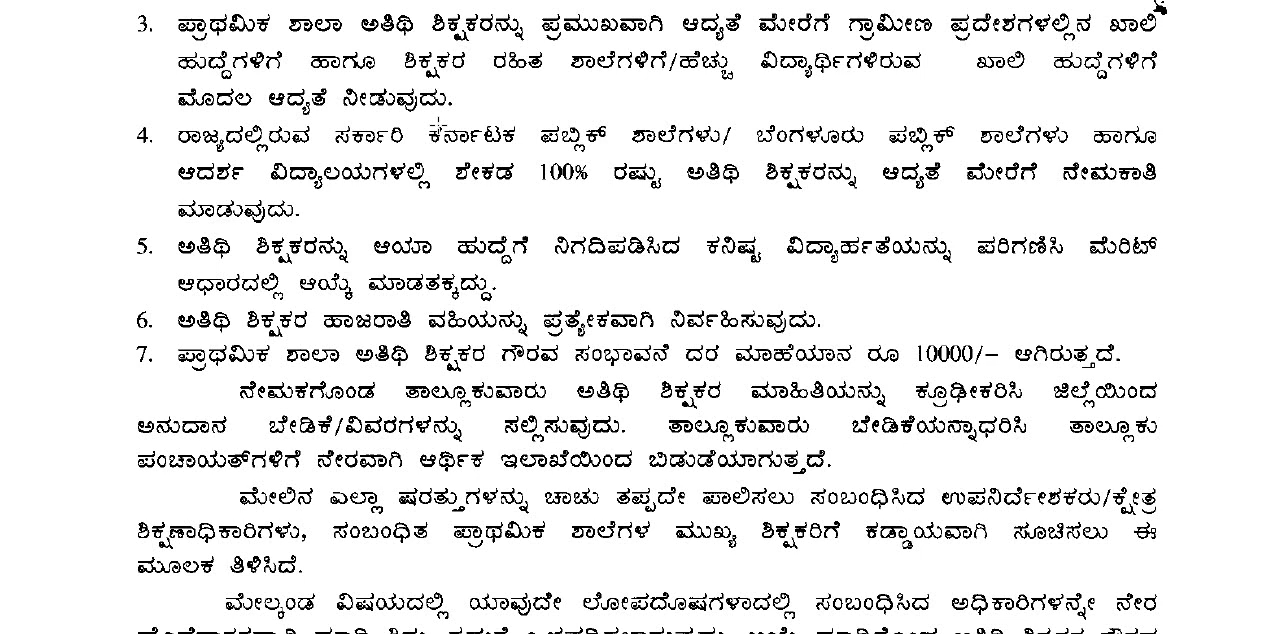 3. ಪ್ರಾಥಮಿಕ ಶಾಲಾ ಅತಿಥಿ ಶಿಕ್ಷಕರನ್ನು ಪ್ರಮುಖವಾಗಿ ಆದ್ಯತೆ ಮೇರೆಗೆ ಗ್ರಾಮೀಣ ಪ್ರದೇಶಗಳಲ್ಲಿನ ಖಾಲಿ
ಹುದ್ದೆಗಳಿಗೆ ಹಾಗೂ ಶಿಕ್ಷಕರ ರಹಿತ ಶಾಲೆಗಳಿಗೆ/ಹೆಚ್ಚು ವಿದ್ಯಾರ್ಥಿಗಳಿರುವ ಖಾಲಿ ಹುದ್ದೆಗಳಿಗೆ
ಮೊದಲ ಆದ್ಯತೆ ನೀಡುವುದು.
4. ರಾಜ್ಯದಲ್ಲಿರುವ ಸರ್ಕಾರಿ ಕರ್ನಾಟಕ ಪಬ್ಲಿಕ್ ಶಾಲೆಗಳು/ ಬೆಂಗಳೂರು ಪಬ್ಲಿಕ್ ಶಾಲೆಗಳು ಹಾಗೂ
ಆದರ್ಶ ವಿದ್ಯಾಲಯಗಳಲ್ಲಿ ಶೇಕಡ 100% ರಷ್ಟು ಅತಿಥಿ ಶಿಕ್ಷಕರನ್ನು ಆದ್ಯತೆ ಮೇರೆಗೆ ನೇಮಕಾತಿ
ಮಾಡುವುದು.
5. ಅತಿಥಿ ಶಿಕ್ಷಕರನ್ನು ಆಯಾ ಹುದ್ದೆಗೆ ನಿಗದಿಪಡಿಸಿದ ಕನಿಷ್ಟ ವಿದ್ಯಾರ್ಹತೆಯನ್ನು ಪರಿಗಣಿಸಿ ಮೆರಿಟ್
ಆಧಾರದಲ್ಲಿ ಆಯ್ಕೆ ಮಾಡತಕ್ಕದ್ದು.
6. ಅತಿಥಿ ಶಿಕ್ಷಕರ ಹಾಜರಾತಿ ವಹಿಯನ್ನು ಪ್ರತ್ಯೇಕವಾಗಿ ನಿರ್ವಹಿಸುವುದು.
7. ಪ್ರಾಥಮಿಕ ಶಾಲಾ ಅತಿಥಿ ಶಿಕ್ಷಕರ ಗೌರವ ಸಂಭಾವನೆ ದರ ಮಾಹೆಯಾನ ರೂ 10000/- ಆಗಿರುತ್ತದೆ.
ನೇಮಕಗೊಂಡ ತಾಲ್ಲೂಕುವಾರು ಅತಿಥಿ ಶಿಕ್ಷಕರ ಮಾಹಿತಿಯನ್ನು ಕ್ರೂಢೀಕರಿಸಿ ಜಿಲ್ಲೆಯಿಂದ
ಅನುದಾನ ಬೇಡಿಕೆ/ವಿವರಗಳನ್ನು ಸಲ್ಲಿಸುವುದು. ತಾಲ್ಲೂಕುವಾರು ಬೇಡಿಕೆಯನ್ನಾಧರಿಸಿ ತಾಲ್ಲೂಕು
ಪಂಚಾಯತ್‌ಗಳಿಗೆ ನೇರವಾಗಿ ಆರ್ಥಿಕ ಇಲಾಖೆಯಿಂದ ಬಿಡುಡೆಯಾಗುತ್ತದೆ.
ಮೇಲಿನ ಎಲ್ಲಾ ಷರತ್ತುಗಳನ್ನು ಚಾಚು ತಪ್ಪದೇ ಪಾಲಿಸಲು ಸಂಬಂಧಿಸಿದ ಉಪನಿರ್ದೇಶಕರು/ಕ್ಷೇತ್ರ
ಶಿಕ್ಷಣಾಧಿಕಾರಿಗಳು, ಸಂಬಂಧಿತ ಪ್ರಾಥಮಿಕ ಶಾಲೆಗಳ ಮುಖ್ಯ ಶಿಕ್ಷಕರಿಗೆ ಕಡ್ಡಾಯವಾಗಿ ಸೂಚಿಸಲು ಈ
ಮೂಲಕ ತಿಳಿಸಿದೆ.
ಮೇಲ್ಕಂಡ ವಿಷಯದಲ್ಲಿ ಯಾವುದೇ ಲೋಪದೊಷಗಳಾದಲ್ಲಿ ಸಂಬಂಧಿಸಿದ ಅಧಿಕಾರಿಗಳನ್ನೇ ನೇರ